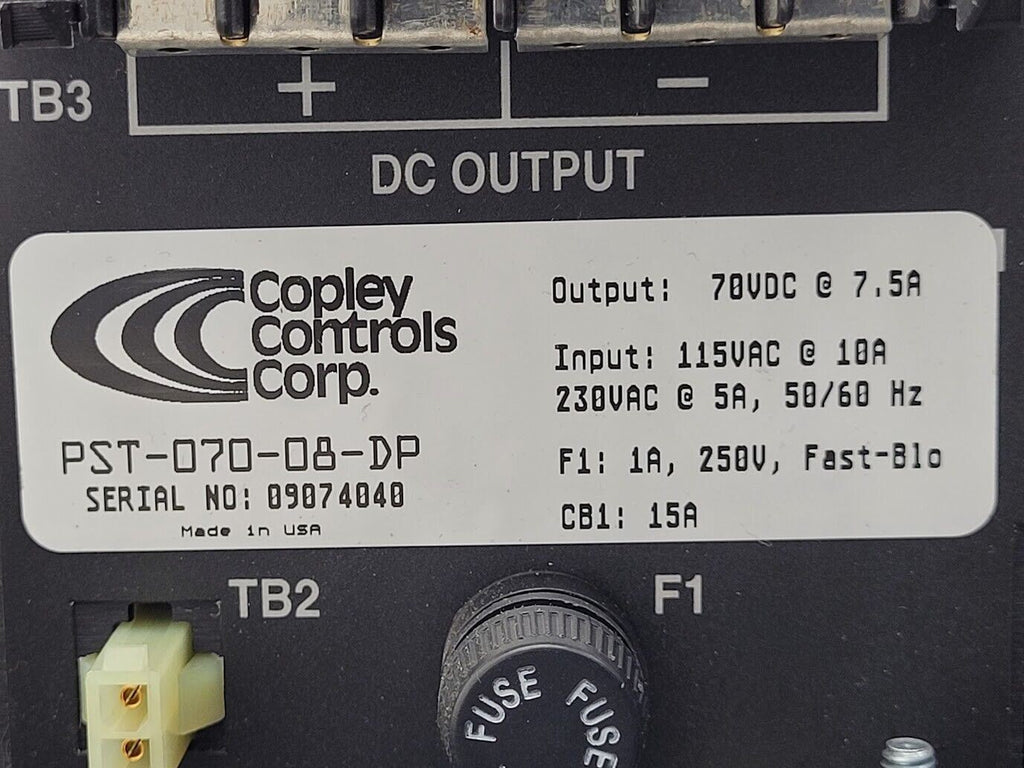 TB3
+ −
DC OUTPUT
Copley
Controls
Corp.
PST-070-08-DP
SERIAL NO: 09074040
Made in USA
Output: 70VDC @ 7.5A
Input: 115VAC @ 10A
230VAC @ 5A, 50/60 Hz
F1: 1A, 250V, Fast-Blo
CB1: 15A
TB2
F1
FUSE FUSE